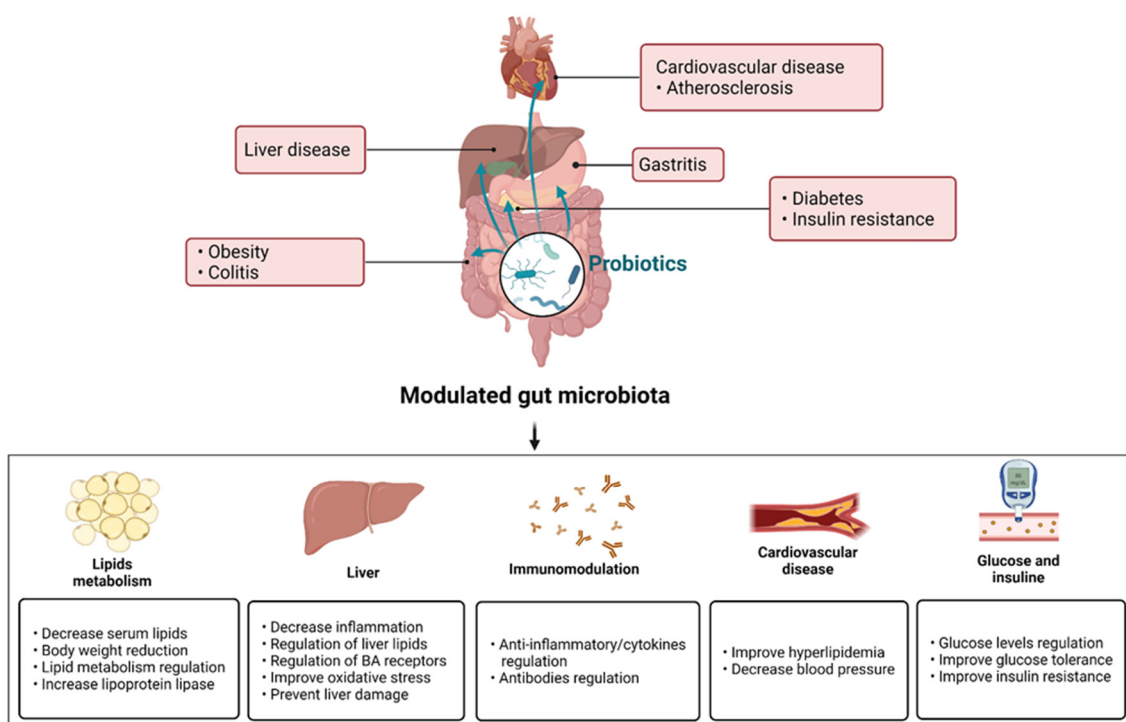 Cardiovascular disease
• Atherosclerosis
Liver disease
Gastritis
• Diabetes
• Insulin resistance
• Obesity
• Colitis
Probiotics
Modulated gut microbiota
Lipids
metabolism
Liver
Immunomodulation
Cardiovascular
disease
Glucose and
insuline
• Decrease serum lipids
• Body weight reduction
• Lipid metabolism regulation
• Increase lipoprotein lipase
• Decrease inflammation
• Regulation of liver lipids
• Regulation of BA receptors
• Improve oxidative stress
• Prevent liver damage
• Anti-inflammatory/cytokines
regulation
• Antibodies regulation
• Improve hyperlipidemia
• Decrease blood pressure
• Glucose levels regulation
• Improve glucose tolerance
• Improve insulin resistance